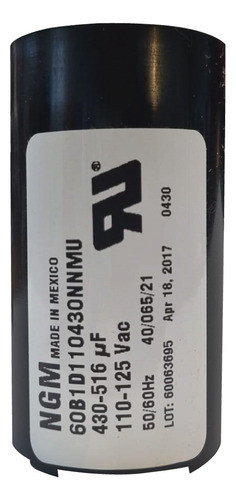 NGM MADE IN MEXICO
60B1D110430NNMU
430-516 µF
110-125 Vac
50/60Hz 40/065/21
LOT: 60063695 Apr 18, 2017 0430